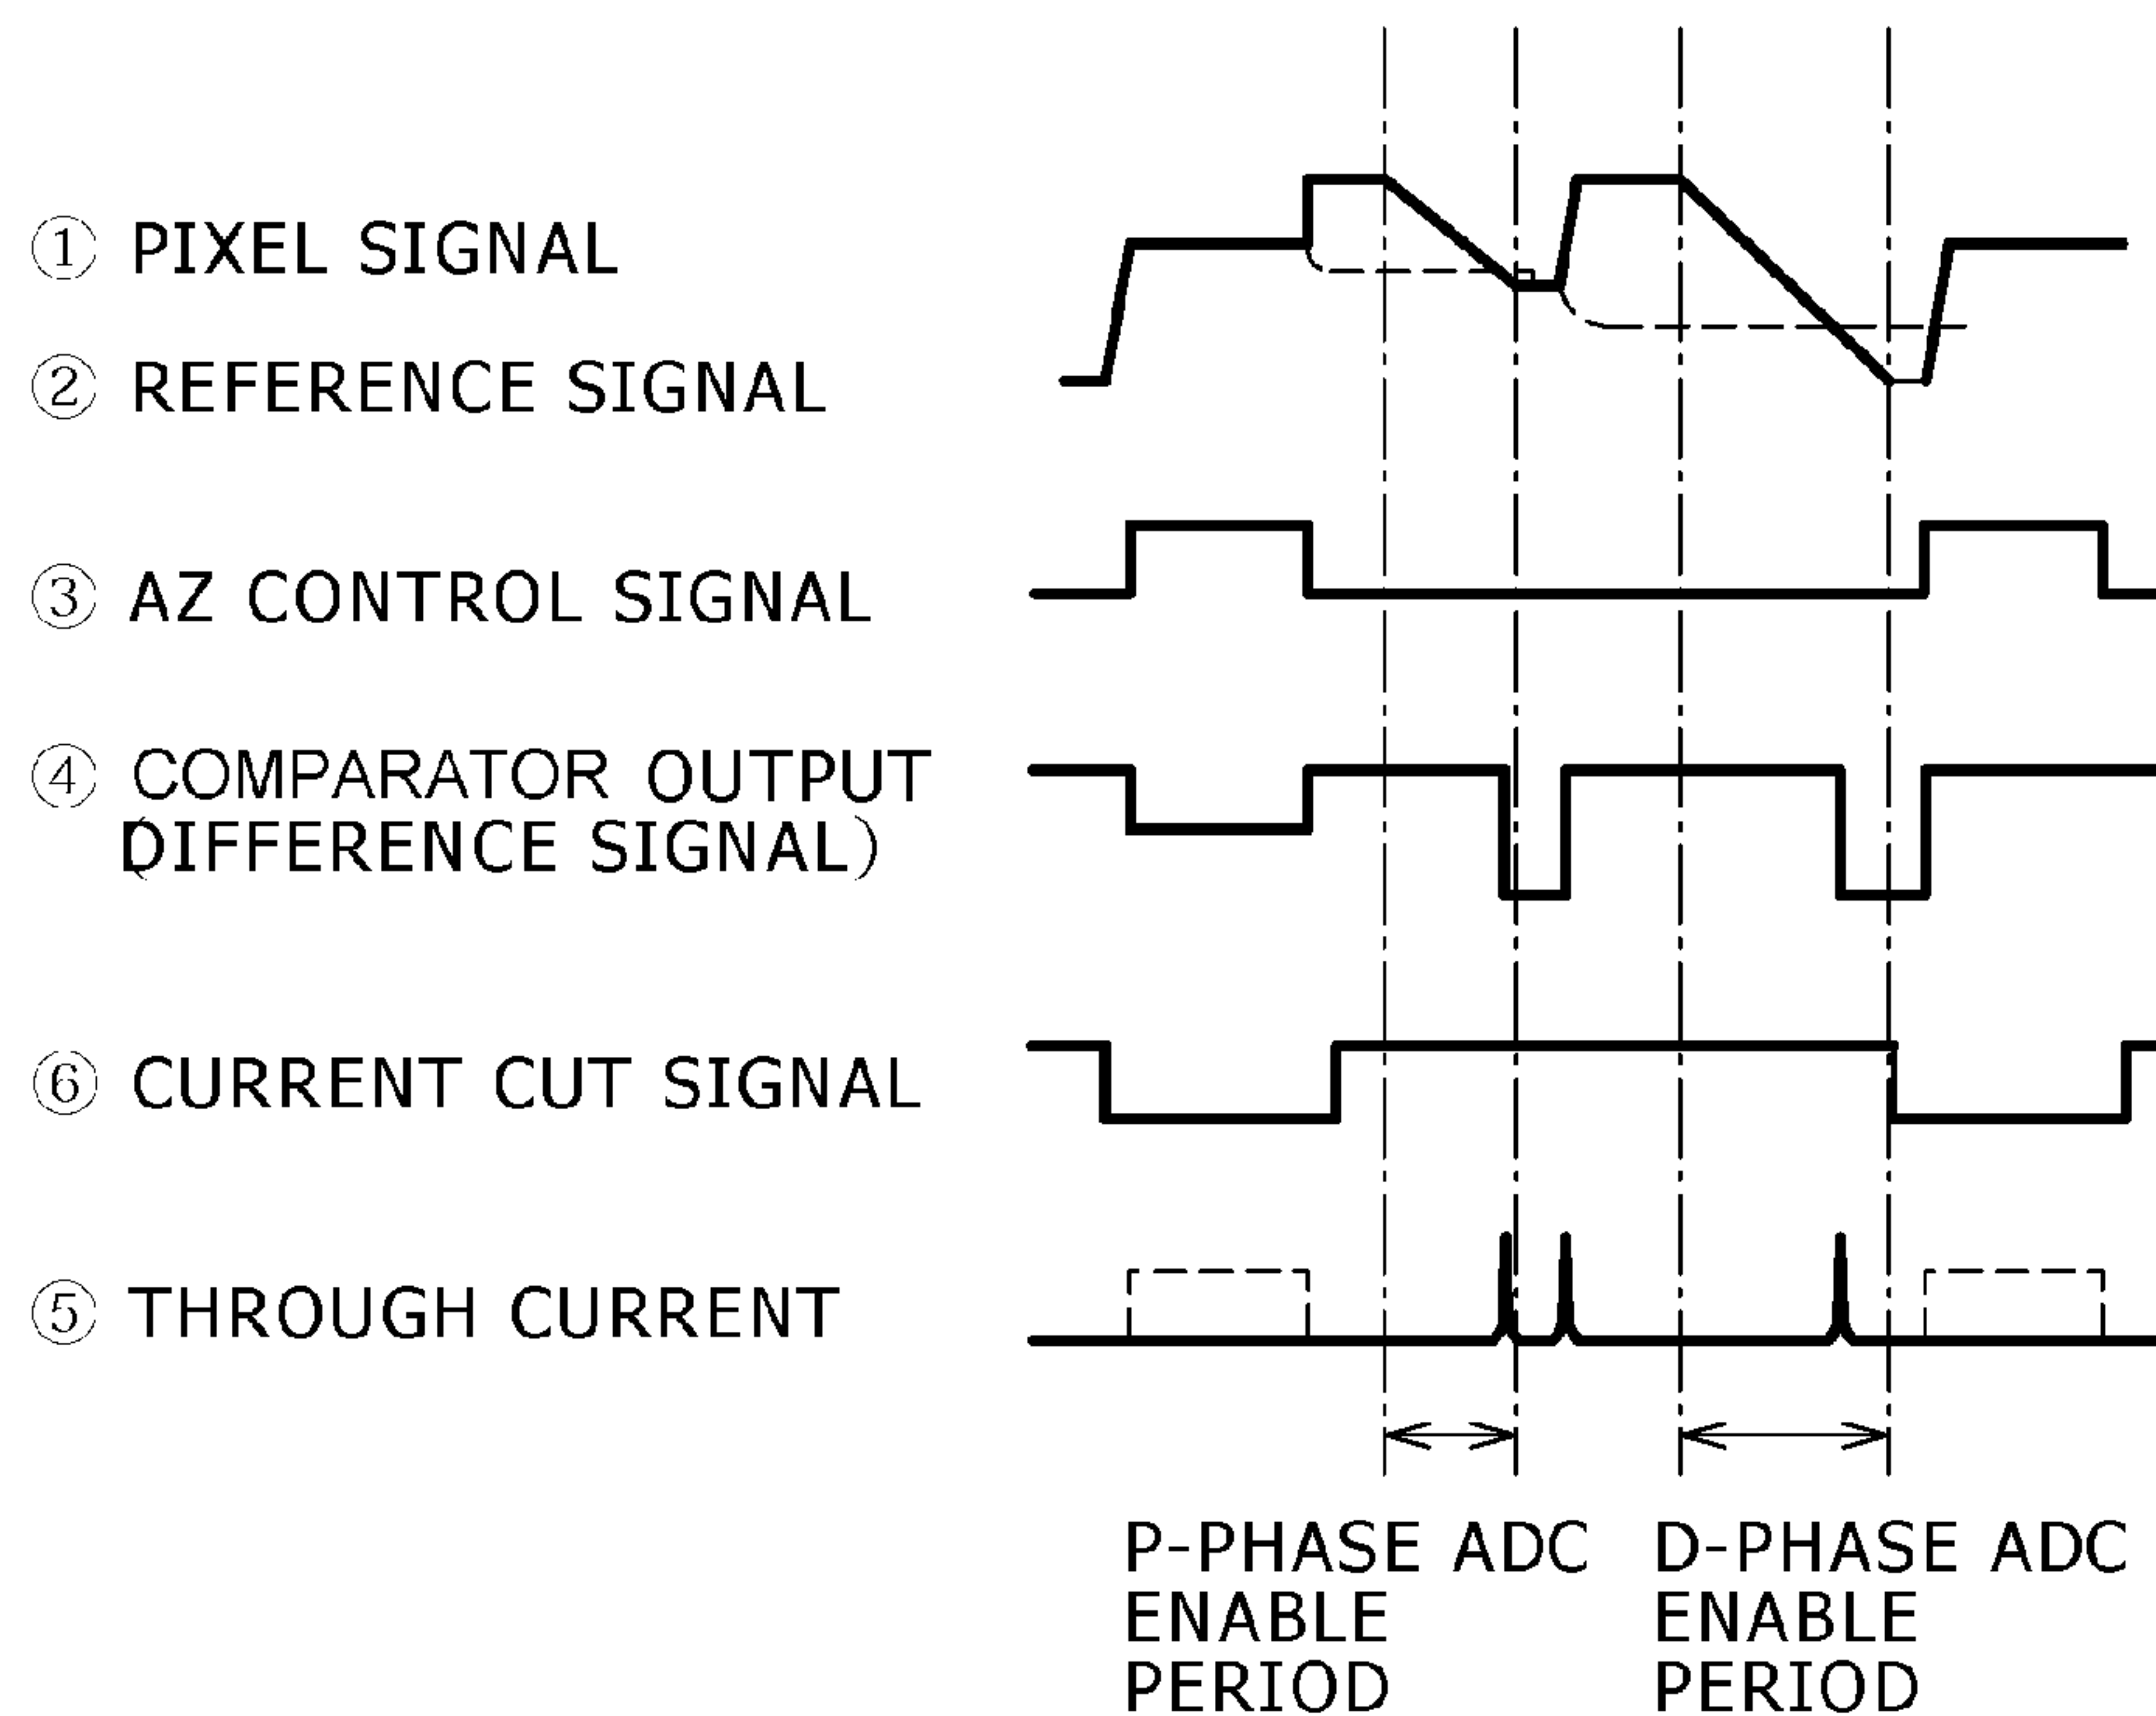 ① PIXEL SIGNAL
② REFERENCE SIGNAL
③ AZ CONTROL SIGNAL
④ COMPARATOR OUTPUT
(DIFFERENCE SIGNAL)
⑥ CURRENT CUT SIGNAL
⑤ THROUGH CURRENT
P-PHASE ADC
ENABLE
PERIOD
D-PHASE ADC
ENABLE
PERIOD